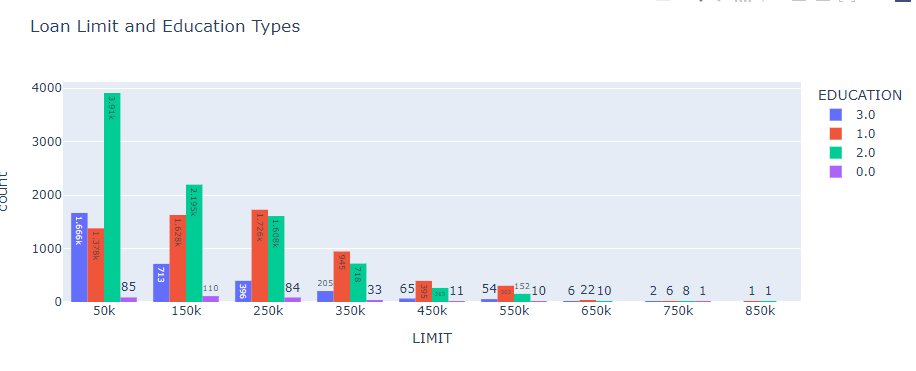 Loan Limit and Education Types
EDUCATION
3.0
1.0
2.0
0.0
count
4000
3000
2000
1000
0
1.666k
1.378k
3.91k
85
713
1.628k
2.195k
110
396
1.726k
1.608k
84
205
945
718
33
65
395
11
54
152
10
6
22
10
2
6
8
1
1
1
50k
150k
250k
350k
450k
550k
650k
750k
850k
LIMIT